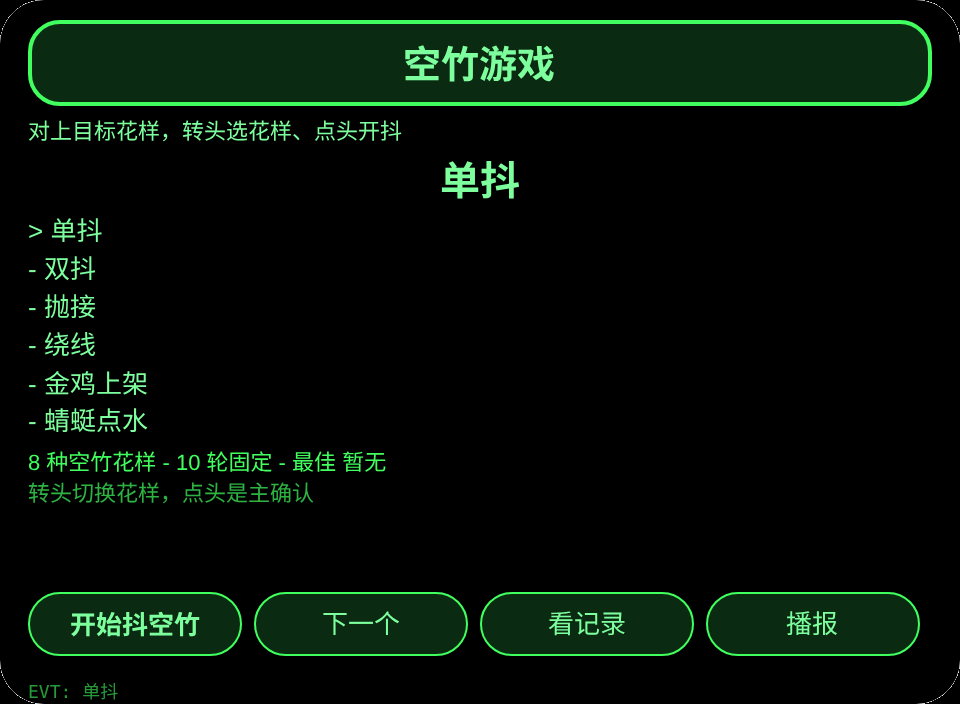 空竹游戏
对上目标花样，转头选花样、点头开抖
单抖
> 单抖
- 双抖
- 抛接
- 绕线
- 金鸡上架
- 蜻蜓点水
8 种空竹花样 - 10 轮固定 - 最佳 暂无
转头切换花样，点头是主确认
开始抖空竹
下一个
看记录
播报
EVT: 单抖